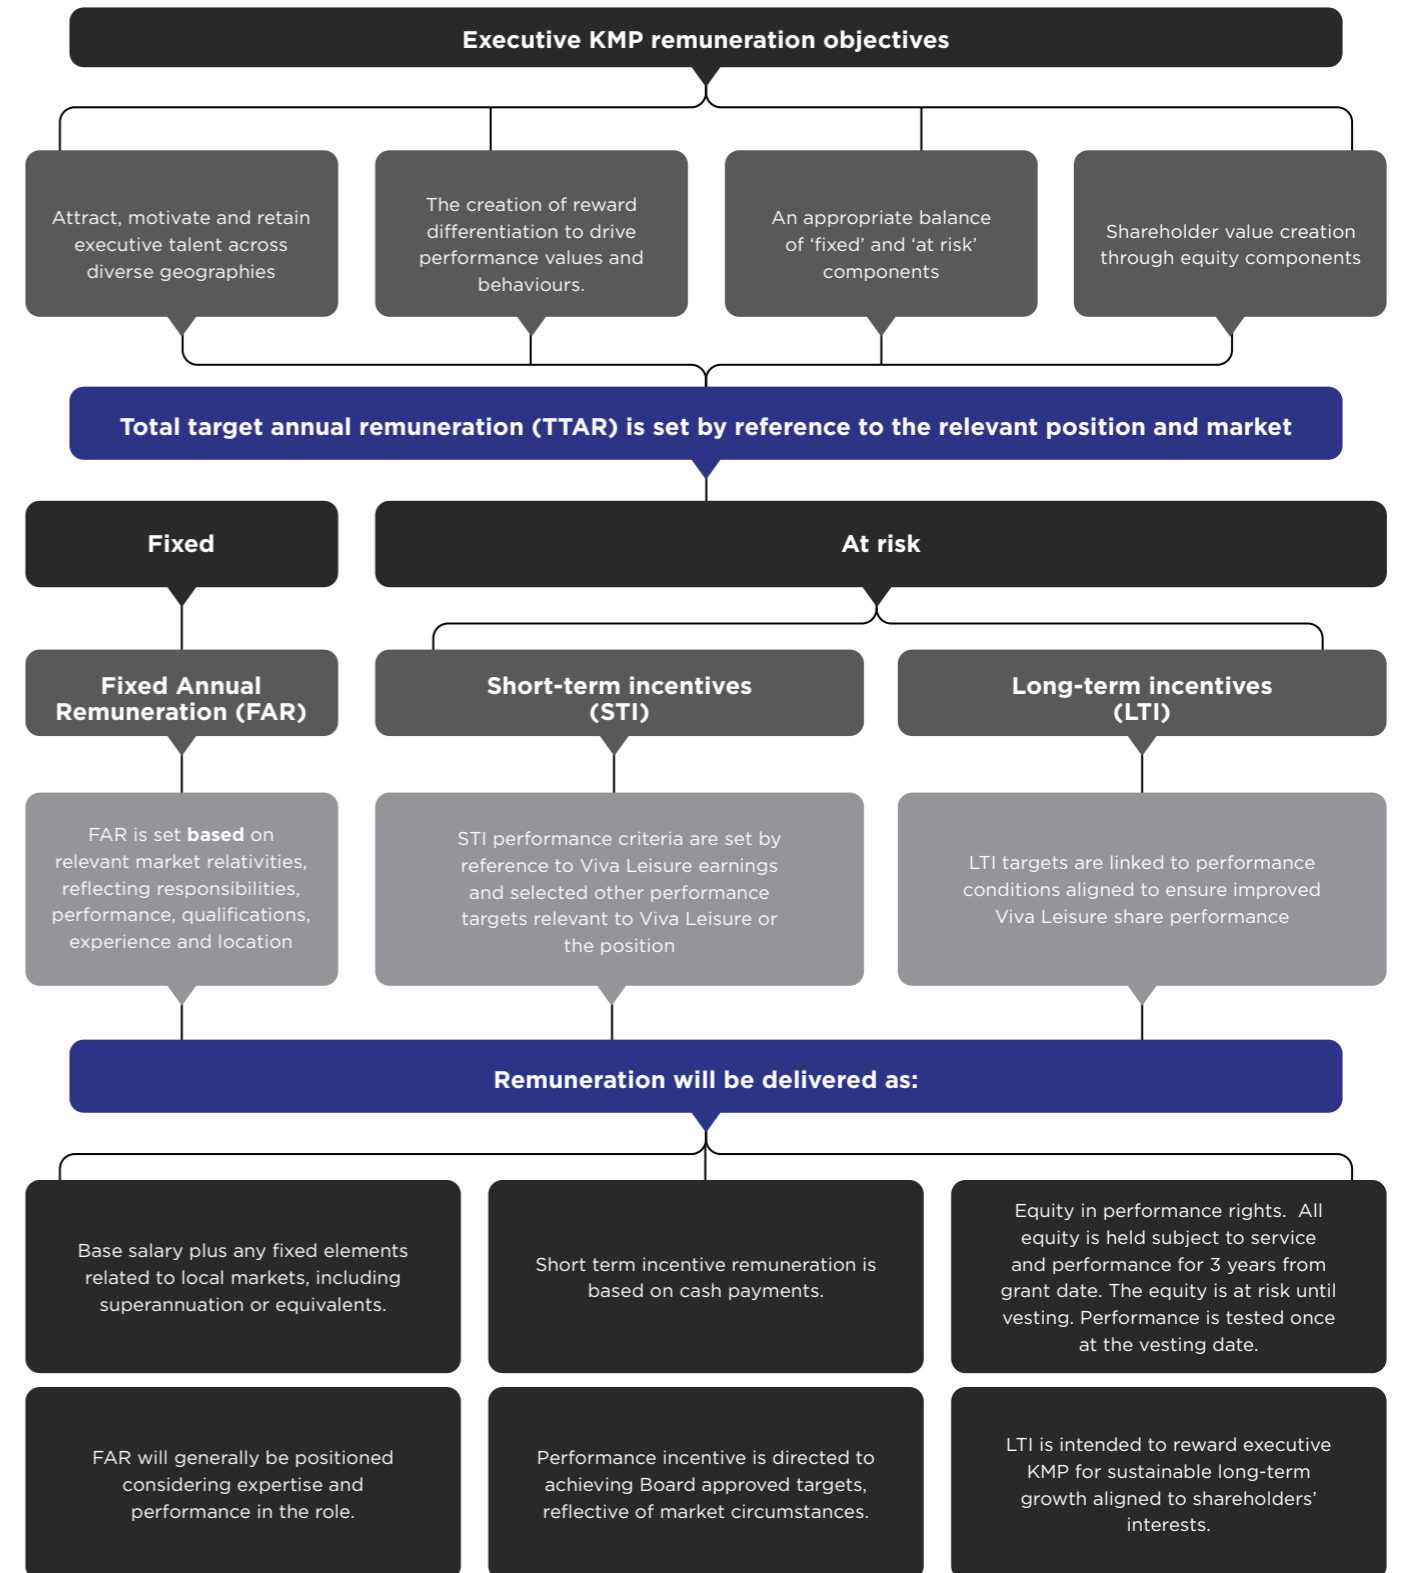 Executive KMP remuneration objectives
Attract, motivate and retain
executive talent across
diverse geographies
The creation of reward
differentiation to drive
performance values and
behaviours.
An appropriate balance
of ‘fixed’ and ‘at risk’
components
Shareholder value creation
through equity components
Total target annual remuneration (TTAR) is set by reference to the relevant position and market
Fixed
At risk
Fixed Annual
Remuneration (FAR)
Short-term incentives
(STI)
Long-term incentives
(LTI)
FAR is set based on
relevant market relativities,
reflecting responsibilities,
performance, qualifications,
experience and location
STI performance criteria are set by
reference to Viva Leisure earnings
and selected other performance
targets relevant to Viva Leisure or
the position
LTI targets are linked to performance
conditions aligned to ensure improved
Viva Leisure share performance
Remuneration will be delivered as:
Base salary plus any fixed elements
related to local markets, including
superannuation or equivalents.
Short term incentive remuneration is
based on cash payments.
Equity in performance rights.  All
equity is held subject to service
and performance for 3 years from
grant date. The equity is at risk until
vesting. Performance is tested once
at the vesting date.
FAR will generally be positioned
considering expertise and
performance in the role.
Performance incentive is directed to
achieving Board approved targets,
reflective of market circumstances.
LTI is intended to reward executive
KMP for sustainable long-term
growth aligned to shareholders’
interests.